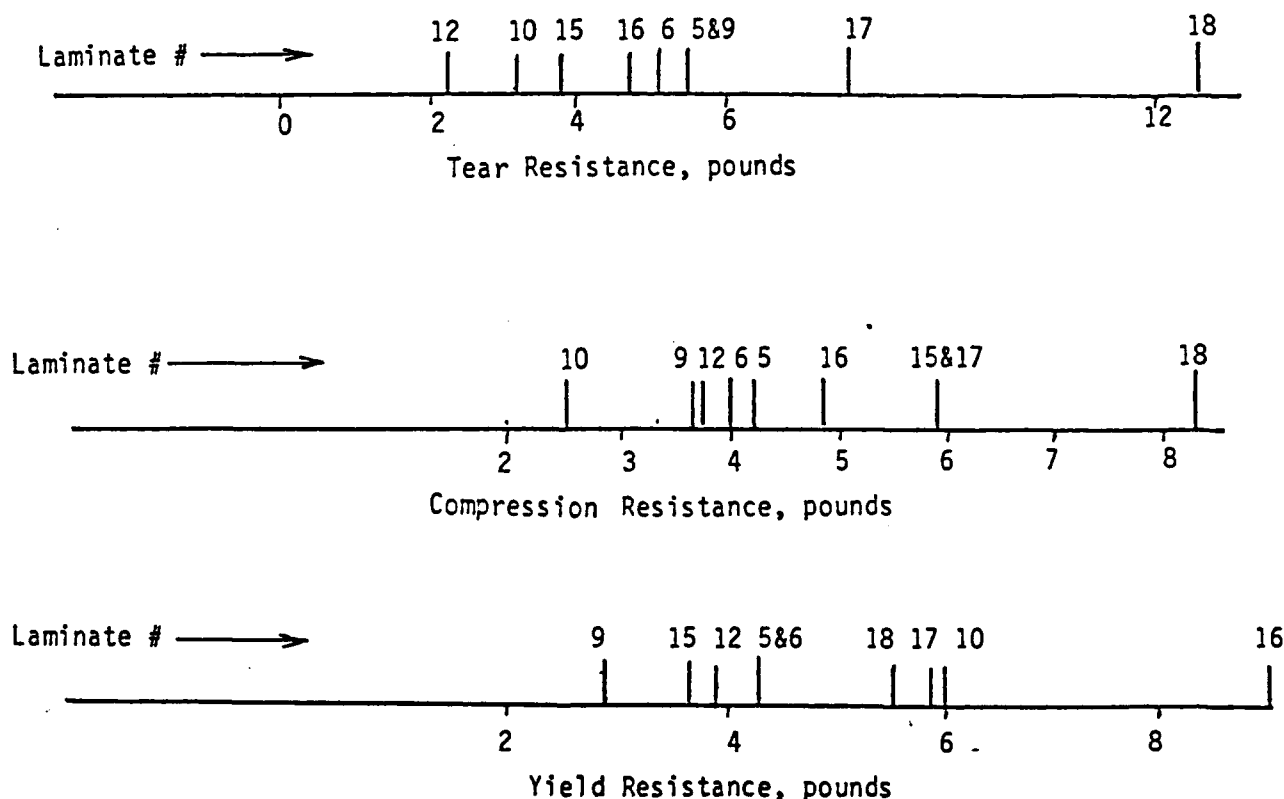 12 10 15 16 6 5&9 17 18
Laminate #
0 2 4 6 12
Tear Resistance, pounds
Laminate #
10 9 12 6 5 16 15&17 18
2 3 4 5 6 7 8
Compression Resistance, pounds
Laminate #
9 15 12 5&6 18 17 10 16
2 4 6 8
Yield Resistance, pounds